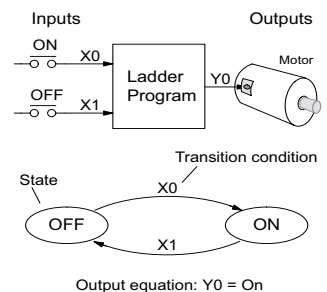 Inputs
Outputs
ON
X0
OFF
X1
Ladder
Program
Y0
Motor
Transition condition
State
X0
OFF
ON
X1
Output equation: Y0 = On